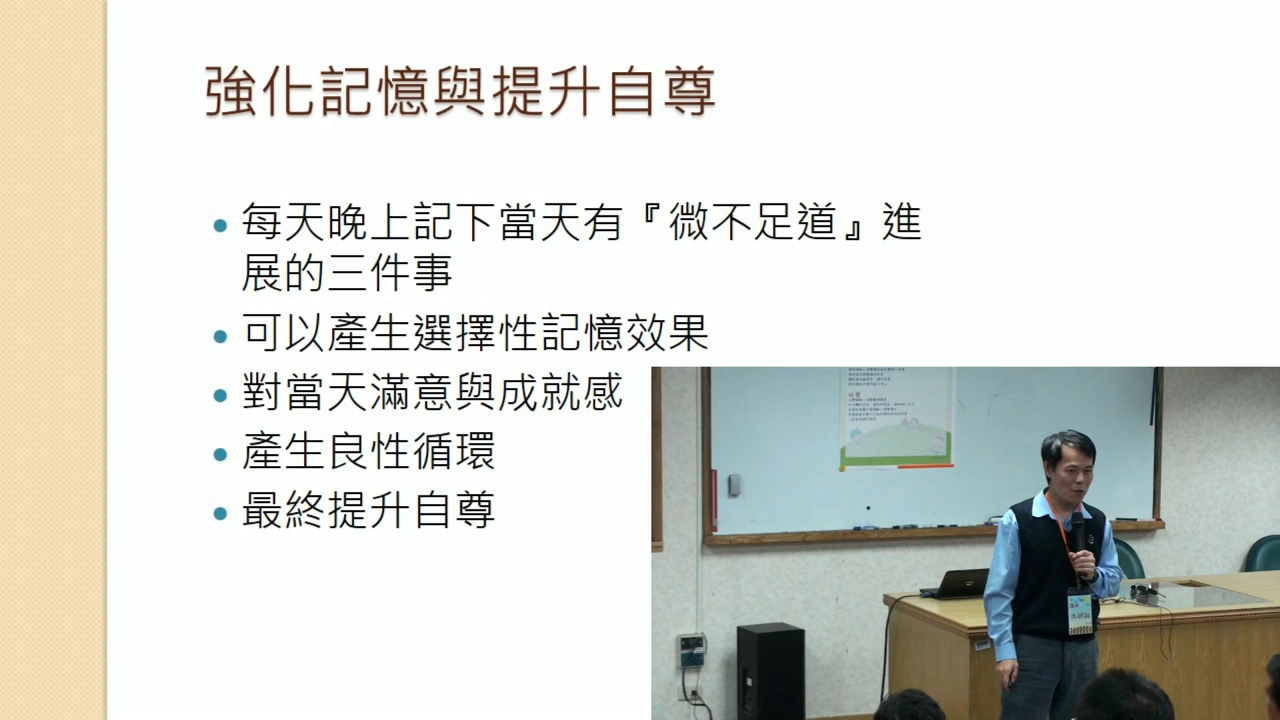 強化記憶與提升自尊
每天晚上記下當天有『微不足道』進
展的三件事
可以產生選擇性記憶效果
對當天滿意與成就感
產生良性循環
最終提升自尊